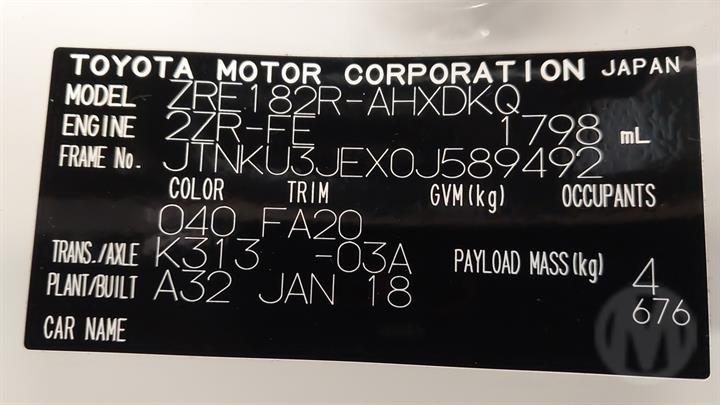 TOYOTA MOTOR CORPORATION JAPAN
MODEL ZRE182R-AHXDKQ
ENGINE 2ZR-FE 1798 mL
FRAME No. JTNKU3JEX0J589492
COLOR TRIM GVM(kg) OCCUPANTS
040 FA20
TRANS./AXLE K313 -03A PAYLOAD MASS(kg) 4
PLANT/BUILT A32 JAN 18 676
CAR NAME
M